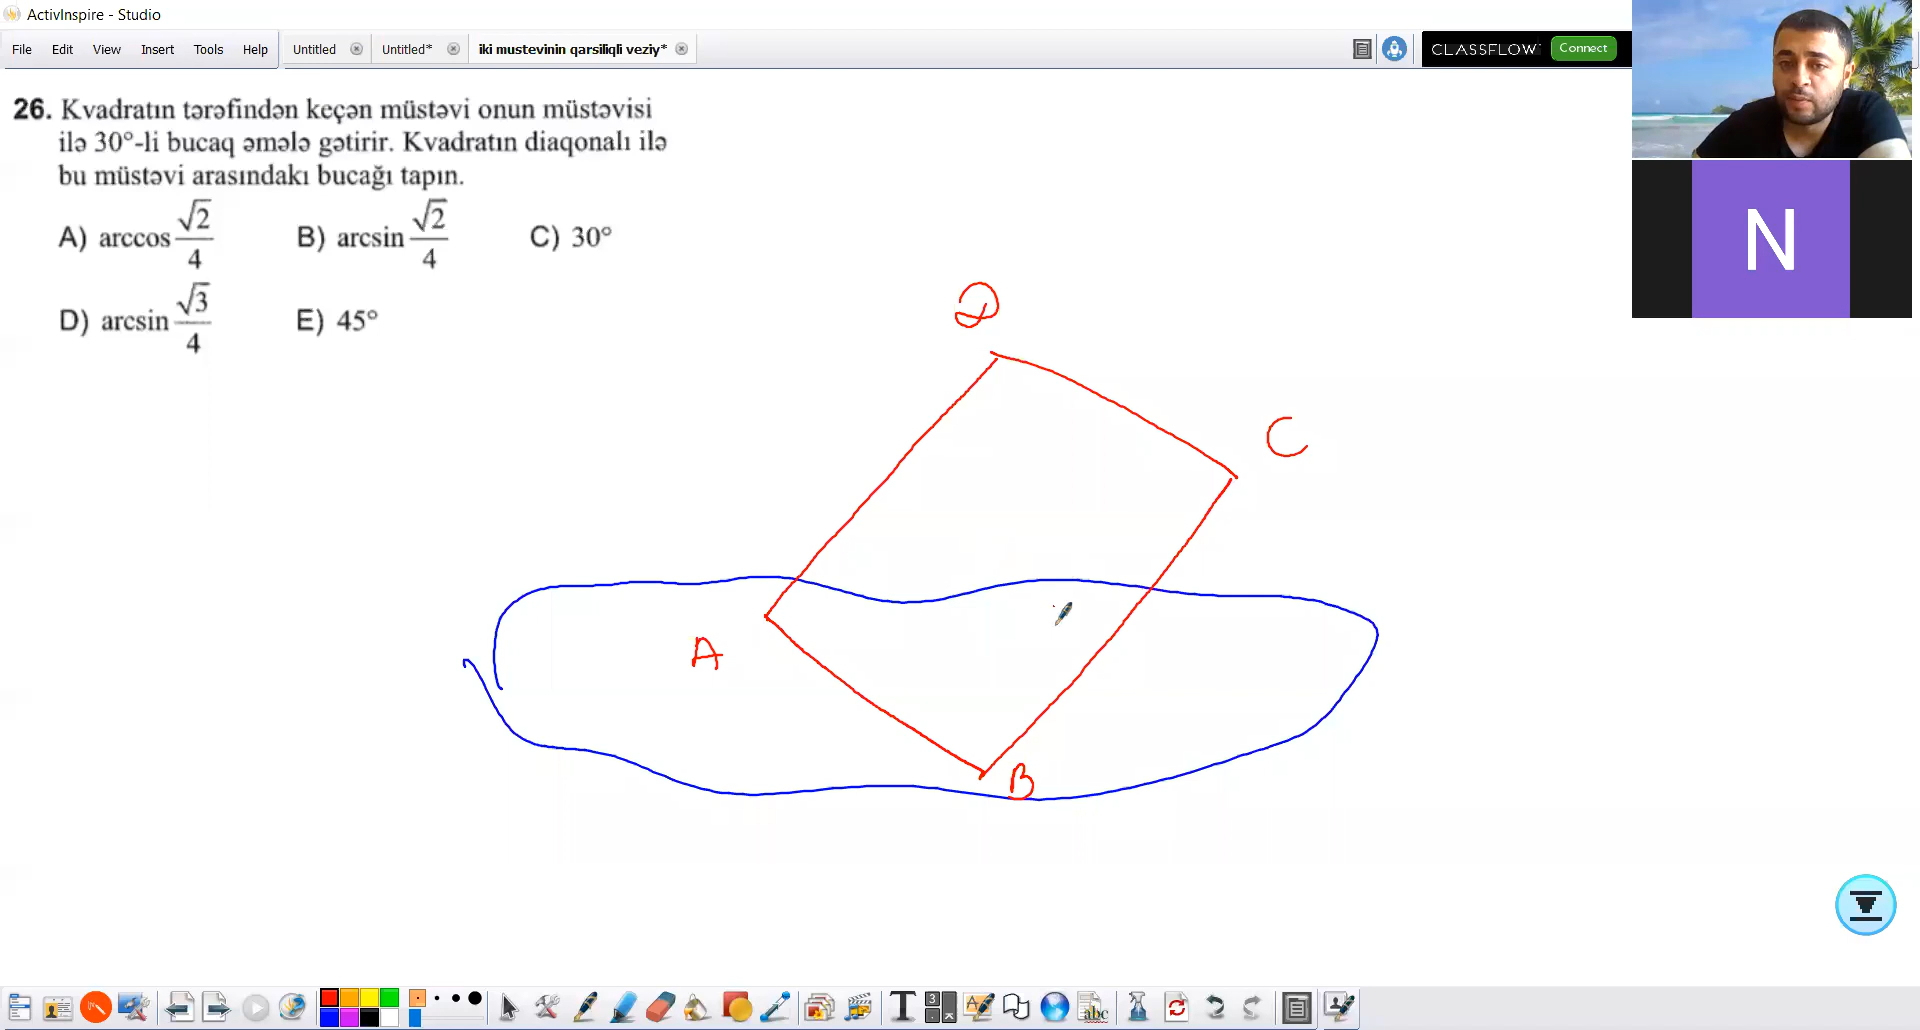 ActivInspire - Studio
File Edit View Insert Tools Help Untitled Untitled* iki mustevinin qarsiliqli veziy* CLASSFLOW Connect
26. Kvadratın tərəfindən keçən müstəvi onun müstəvisi
ilə 30°-li bucaq əmələ gətirir. Kvadratın diaqonalı ilə
bu müstəvi arasındakı bucağı tapın.
A) arccos √2/4 B) arcsin √2/4 C) 30°
D) arcsin √3/4 E) 45°
N
D
C
A
B
T
abc